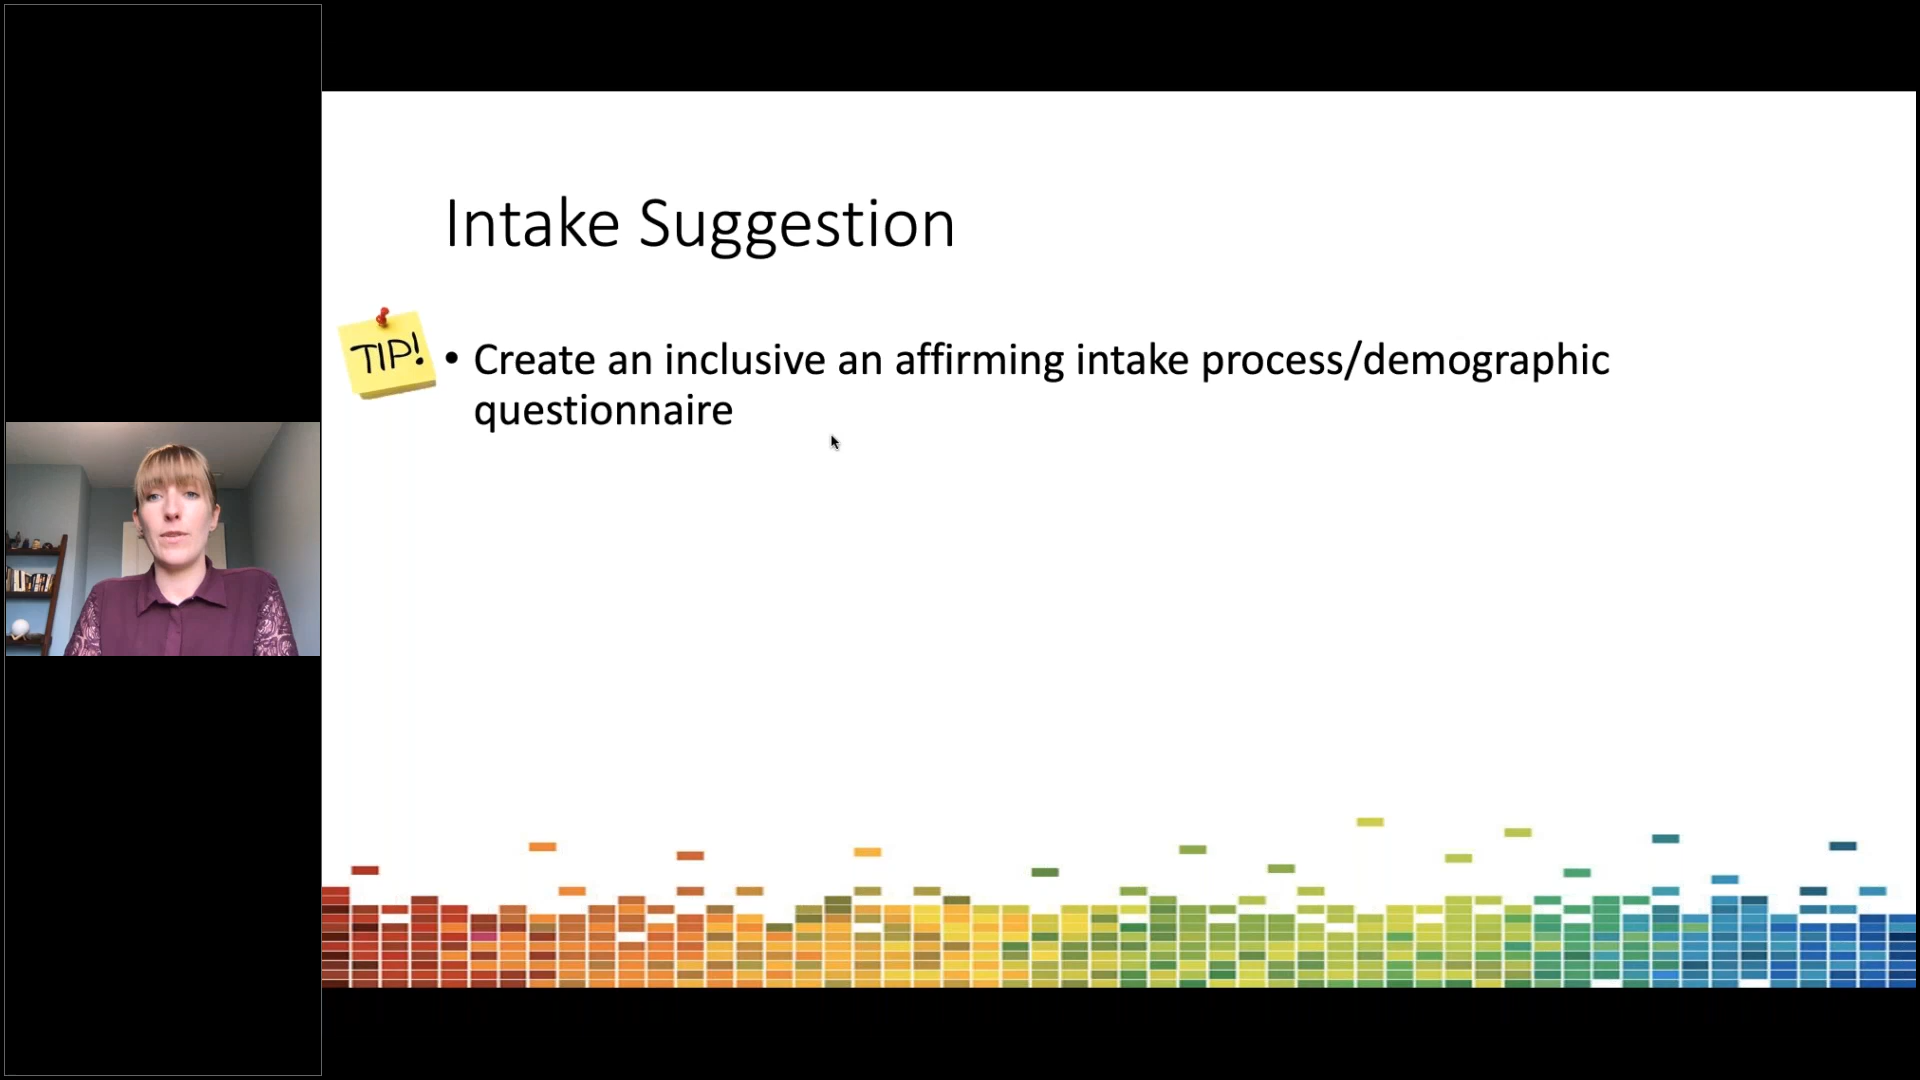 Intake Suggestion
TIP!
• Create an inclusive an affirming intake process/demographic
questionnaire